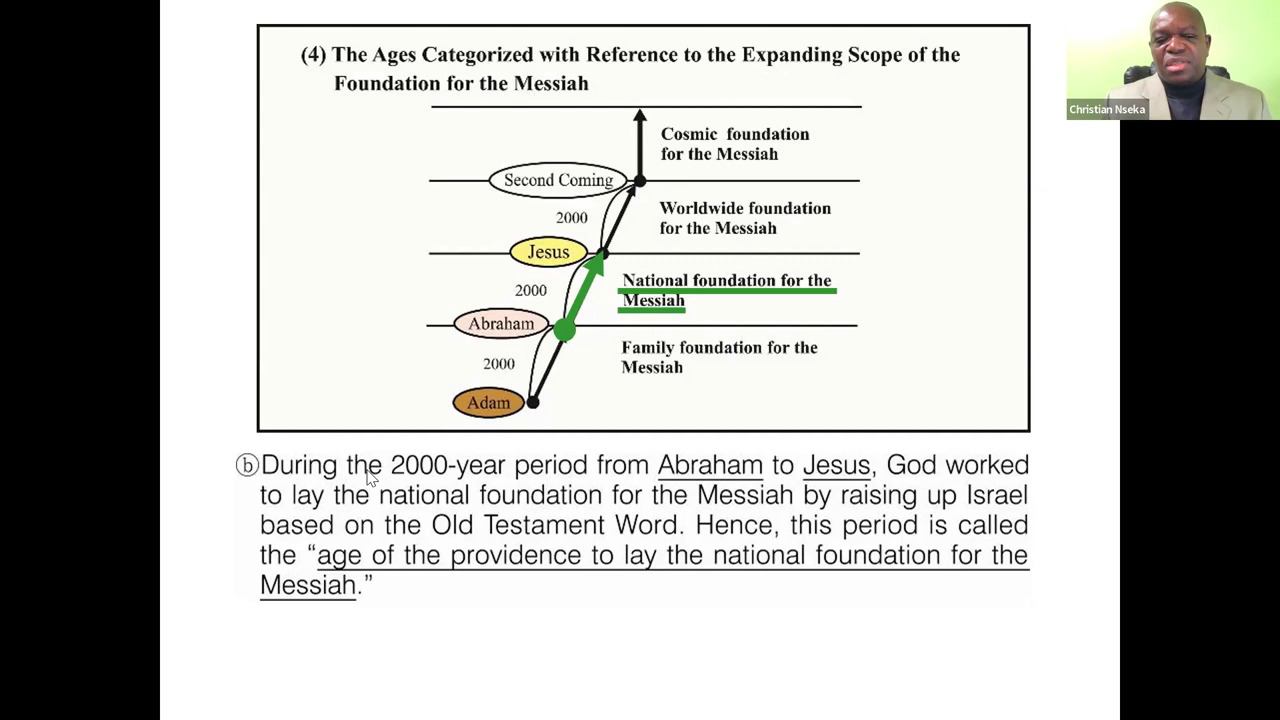 (4) The Ages Categorized with Reference to the Expanding Scope of the
Foundation for the Messiah
Christian Nseka
Cosmic foundation
for the Messiah
Second Coming
2000
Worldwide foundation
for the Messiah
Jesus
2000
National foundation for the
Messiah
Abraham
2000
Family foundation for the
Messiah
Adam
ⓑDuring the 2000-year period from Abraham to Jesus, God worked
to lay the national foundation for the Messiah by raising up Israel
based on the Old Testament Word. Hence, this period is called
the “age of the providence to lay the national foundation for the
Messiah.”